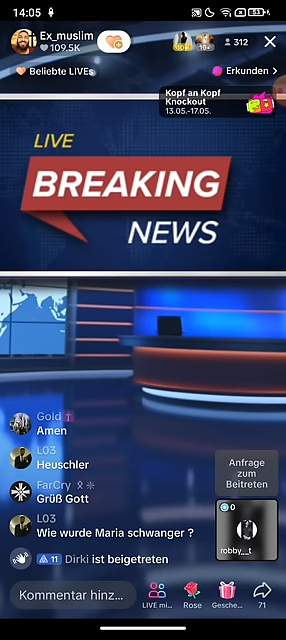 14:05
53
Ex_muslim
109.5K
312
Beliebte LIVEs
Erkunden
Kopf an Kopf
Knockout
13.05.-17.05.
LIVE
BREAKING
NEWS
Gold
Amen
L03
Heuschler
FarCry
Grüß Gott
L03
Wie wurde Maria schwanger ?
11 Dirki ist beigetreten
Anfrage
zum
Beitreten
0
robby__t
Kommentar hinz...
LIVE mi...
Rose
Gesche...
71